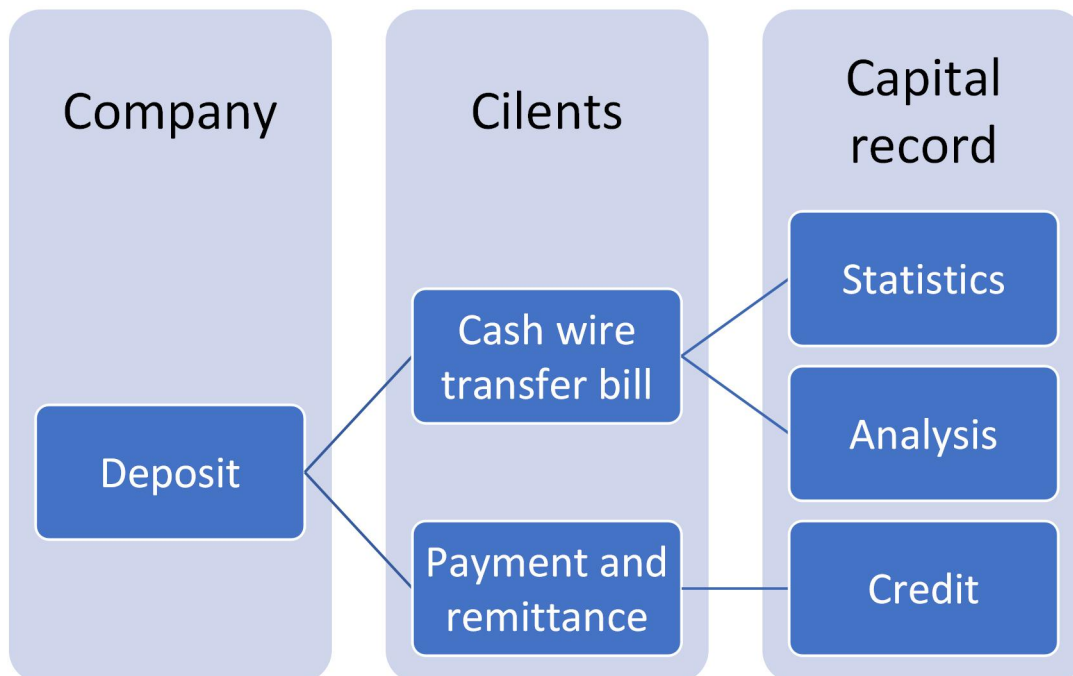 Company
Cilents
Capital
record
Deposit
Cash wire
transfer bill
Payment and
remittance
Statistics
Analysis
Credit